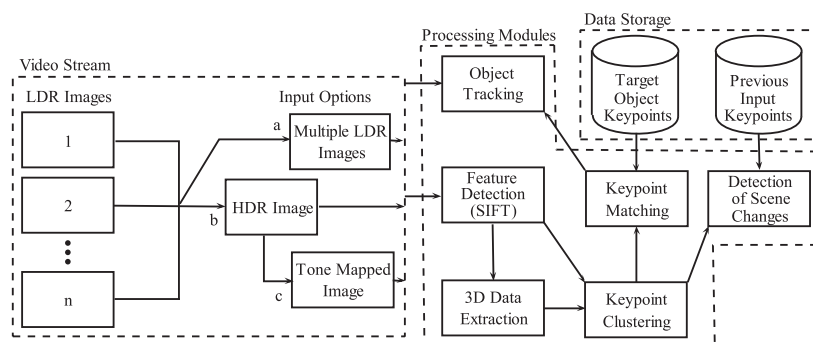 Video Stream
LDR Images
1
2
n
Input Options
a
Multiple LDR
Images
b
HDR Image
c
Tone Mapped
Image
Processing Modules
Object
Tracking
Feature
Detection
(SIFT)
3D Data
Extraction
Keypoint
Matching
Keypoint
Clustering
Detection
of Scene
Changes
Data Storage
Target
Object
Keypoints
Previous
Input
Keypoints